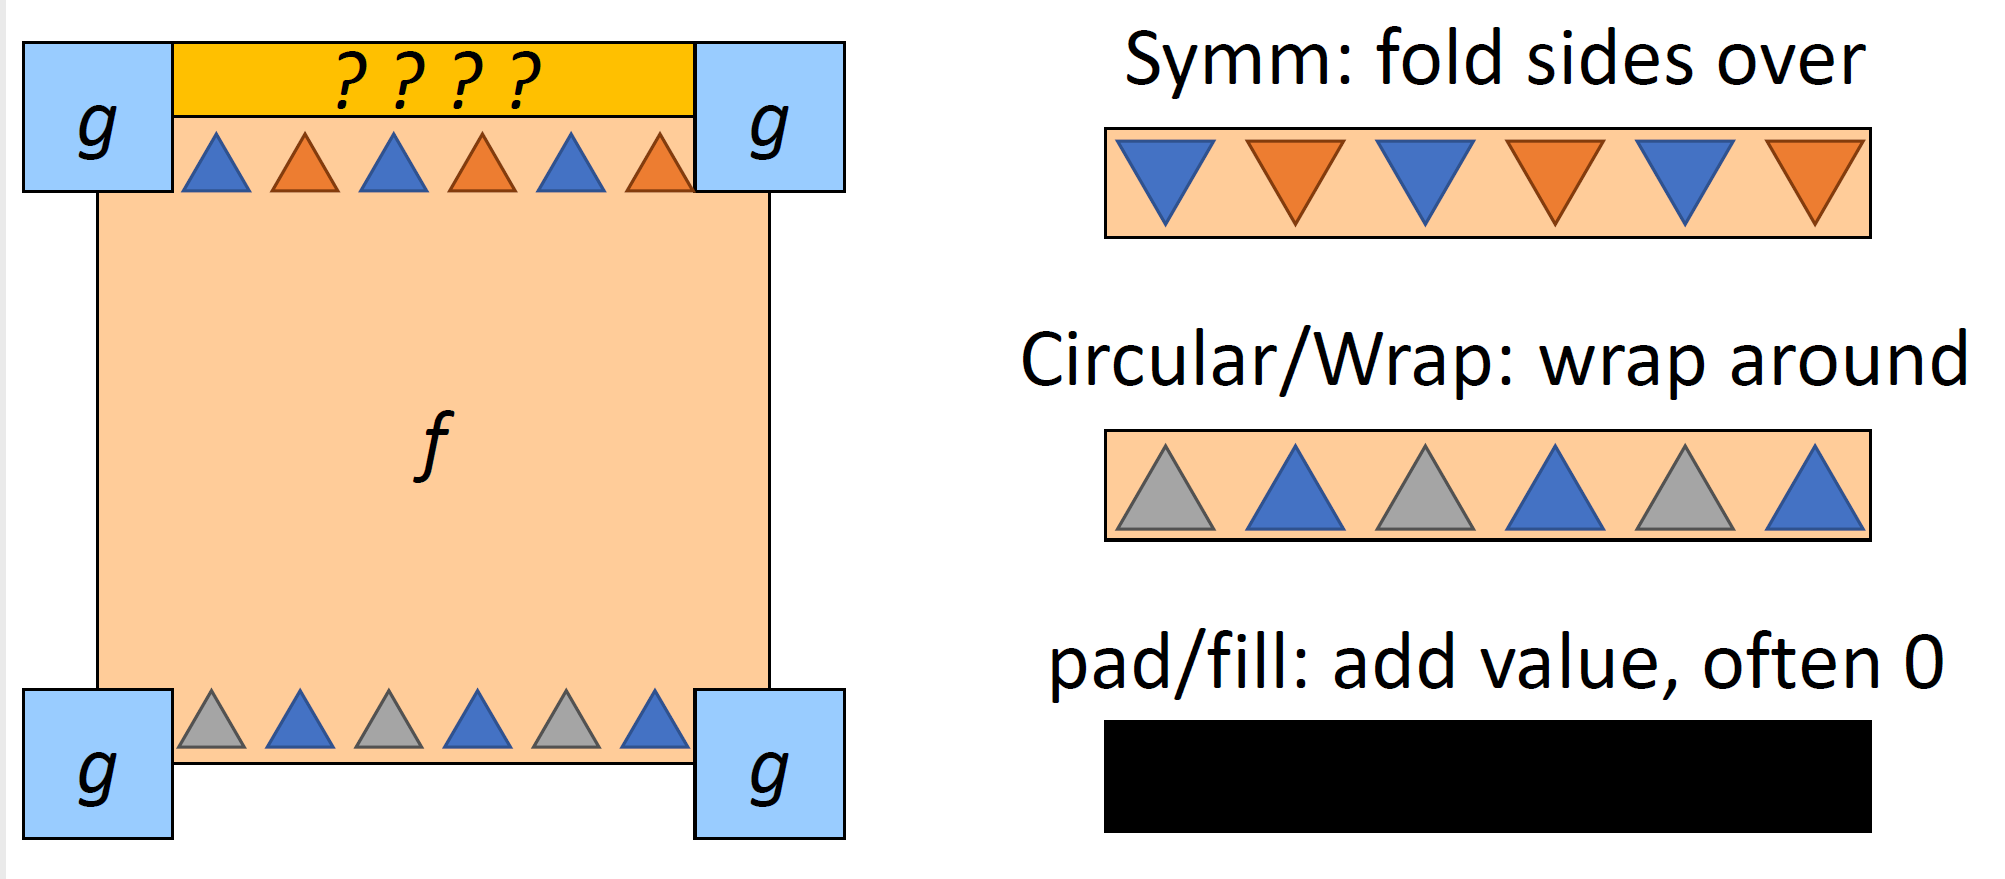 g
? ? ? ?
g
f
g
g
Symm: fold sides over
Circular/Wrap: wrap around
pad/fill: add value, often 0